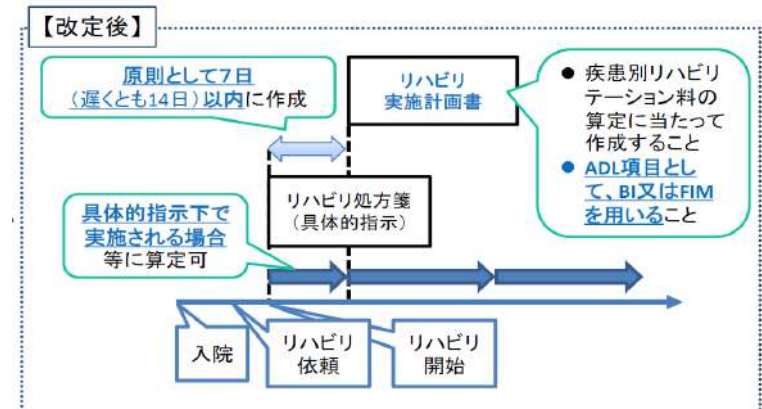 【改定後】
原則として7日
（遅くとも14日）以内に作成
リハビリ
実施計画書
● 疾患別リハビリ
テーション料の
算定に当たって
作成すること
● ADL項目とし
て、BI又はFIM
を用いること
リハビリ処方箋
（具体的指示）
具体的指示下で
実施される場合
等に算定可
入院
リハビリ
依頼
リハビリ
開始